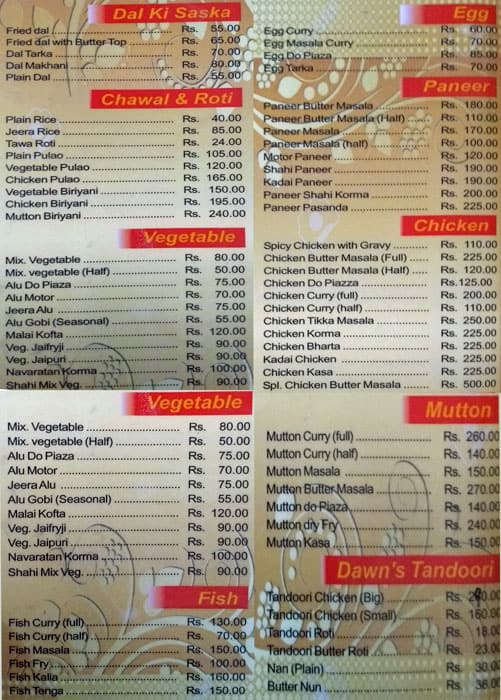 Dal Ki Saska
Fried dal Rs. 55.00
Fried dal with Butter Top Rs. 65.00
Dal Tarka Rs. 70.00
Dal Makhani Rs. 80.00
Plain Dal Rs. 55.00
Chawal & Roti
Plain Rice Rs. 40.00
Jeera Rice Rs. 85.00
Tawa Roti Rs. 24.00
Plain Pulao Rs. 105.00
Vegetable Pulao Rs. 120.00
Chicken Pulao Rs. 165.00
Vegetable Biriyani Rs. 150.00
Chicken Biriyani Rs. 195.00
Mutton Biriyani Rs. 240.00
Vegetable
Mix. Vegetable Rs. 80.00
Mix. vegetable (Half) Rs. 50.00
Alu Do Piaza Rs. 75.00
Alu Motor Rs. 70.00
Jeera Alu Rs. 75.00
Alu Gobi (Seasonal) Rs. 55.00
Malai Kofta Rs. 120.00
Veg. Jaifryji Rs. 90.00
Veg. Jaipuri Rs. 90.00
Navaratan Korma Rs. 100.00
Shahi Mix Veg. Rs. 90.00
Vegetable
Mix. Vegetable Rs. 80.00
Mix. vegetable (Half) Rs. 50.00
Alu Do Piaza Rs. 75.00
Alu Motor Rs. 70.00
Jeera Alu Rs. 75.00
Alu Gobi (Seasonal) Rs. 55.00
Malai Kofta Rs. 120.00
Veg. Jaifryji Rs. 90.00
Veg. Jaipuri Rs. 90.00
Navaratan Korma Rs. 100.00
Shahi Mix Veg. Rs. 90.00
Fish
Fish Curry (full) Rs. 130.00
Fish Curry (half) Rs. 70.00
Fish Masala Rs. 150.00
Fish Fry Rs. 100.00
Fish Kalia Rs. 160.00
Fish Tenga Rs. 150.00
Egg
Egg Curry Rs. 60.00
Egg Masala Curry Rs. 70.00
Egg Do Piaza Rs. 85.00
Egg Tarka Rs. 70.00
Paneer
Paneer Butter Masala Rs. 180.00
Paneer Butter Masala (Half) Rs. 110.00
Paneer Masala Rs. 170.00
Paneer Masala (half) Rs. 100.00
Motor Paneer Rs. 120.00
Shahi Paneer Rs. 190.00
Kadai Paneer Rs. 190.00
Paneer Shahi Korma Rs. 200.00
Paneer Pasanda Rs. 225.00
Chicken
Spicy Chicken with Gravy Rs. 110.00
Chicken Butter Masala (Full) Rs. 225.00
Chicken Butter Masala (Half) Rs. 120.00
Chicken Do Piazza Rs.125.00
Chicken Curry (full) Rs. 200.00
Chicken Curry (half) Rs. 110.00
Chicken Tikka Masala Rs. 250.00
Chicken Korma Rs. 225.00
Chicken Bharta Rs. 225.00
Kadai Chicken Rs. 225.00
Chicken Kasa Rs. 225.00
Spl. Chicken Butter Masala Rs. 500.00
Mutton
Mutton Curry (full) Rs. 260.00
Mutton Curry (half) Rs. 140.00
Mutton Masala Rs. 150.00
Mutton Butter Masala Rs. 270.00
Mutton do Piaza Rs. 140.00
Mutton dry Fry Rs. 240.00
Mutton Kasa Rs. 150.00
Dawn's Tandoori
Tandoori Chicken (Big) Rs.
Tandoori Chicken (Small) Rs. 160.0
Tandoori Roti Rs. 18.0
Tandoori Butter Roti Rs. 23.0
Nan (Plain) Rs. 30.0
Butter Nun Rs. 36.0